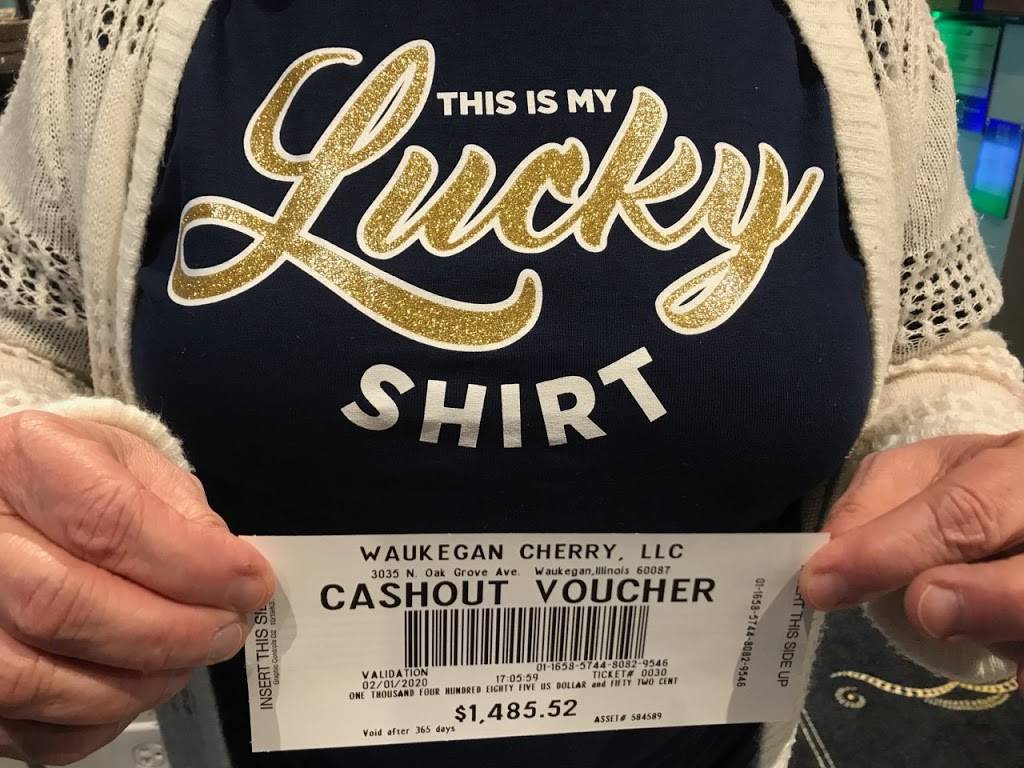 THIS IS MY
Lucky
SHIRT
WAUKEGAN CHERRY, LLC
3035 N. Oak Grove Ave. Waukegan,Illinois 60087
CASHOUT VOUCHER
INSERT THIS
01-1658-5744-8082-9546
THIS SIDE UP
01-1658-5744-8082-9546
VALIDATION 17:05:59 TICKET# 0030
02/01/2020
ONE THOUSAND FOUR HUNDRED EIGHTY FIVE US DOLLAR and FIFTY TWO CENT
$1,485.52
Void after 365 days
ASSET# 584589